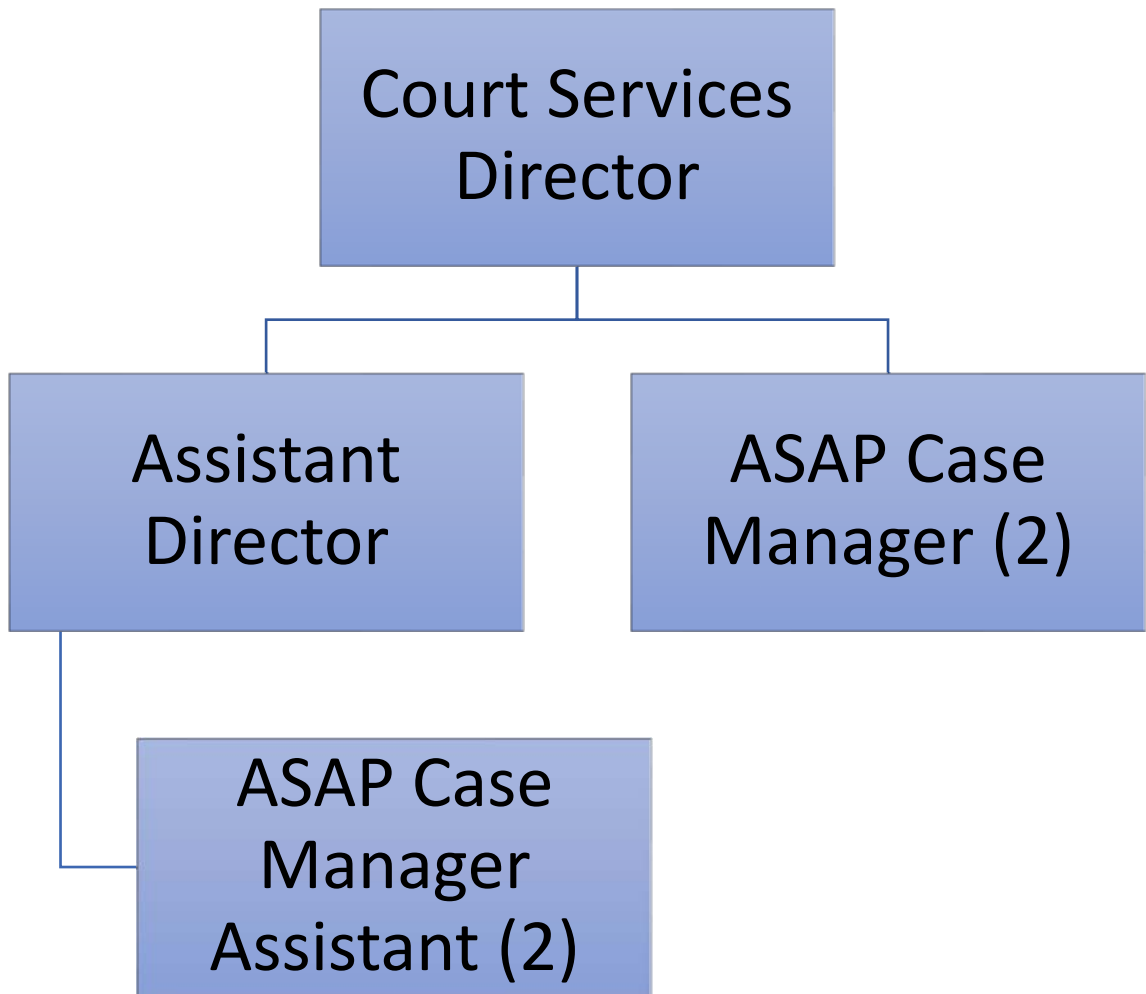 Court Services
Director
Assistant
Director
ASAP Case
Manager (2)
ASAP Case
Manager
Assistant (2)